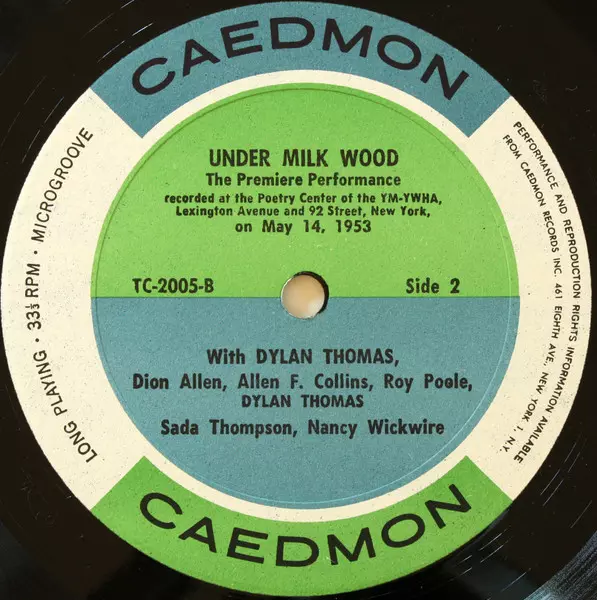 CAEDMON
UNDER MILK WOOD
The Premiere Performance
recorded at the Poetry Center of the YM-YWHA,
Lexington Avenue and 92 Street, New York,
on May 14, 1953
TC-2005-B
Side 2
With DYLAN THOMAS,
Dion Allen, Allen F. Collins, Roy Poole,
DYLAN THOMAS
Sada Thompson, Nancy Wickwire
LONG PLAYING · 33⅓ RPM · MICROGROOVE
PERFORMANCE AND REPRODUCTION RIGHTS INFORMATION AVAILABLE
FROM CAEDMON RECORDS INC. 461 EIGHTH AVE. NEW YORK 1, N.Y.
CAEDMON